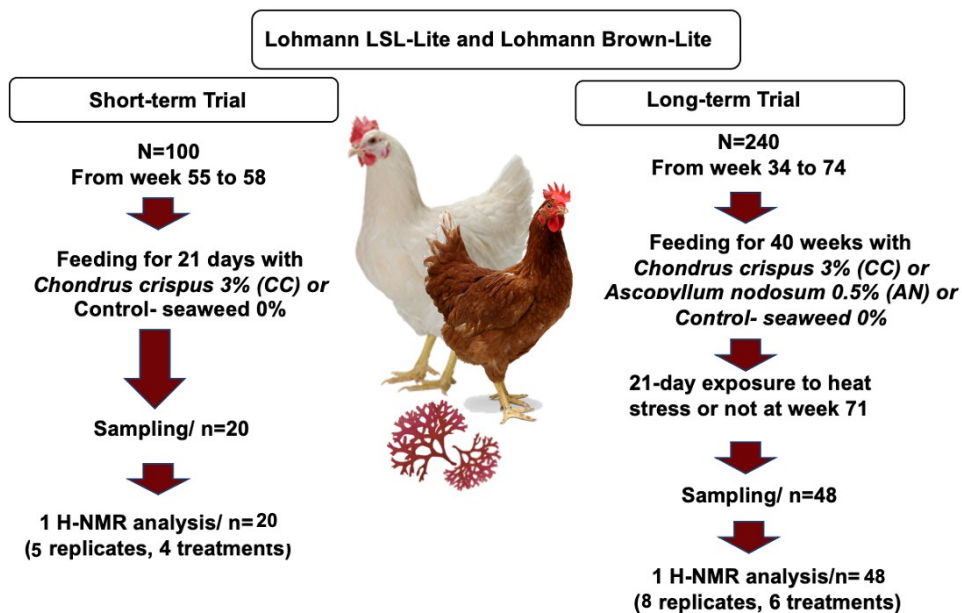 Lohmann LSL-Lite and Lohmann Brown-Lite
Short-term Trial
N=100
From week 55 to 58
Feeding for 21 days with
Chondrus crispus 3% (CC) or
Control- seaweed 0%
Sampling/ n=20
1 H-NMR analysis/ n=20
(5 replicates, 4 treatments)
Long-term Trial
N=240
From week 34 to 74
Feeding for 40 weeks with
Chondrus crispus 3% (CC) or
Ascopyllum nodosum 0.5% (AN) or
Control- seaweed 0%
21-day exposure to heat
stress or not at week 71
Sampling/ n=48
1 H-NMR analysis/n= 48
(8 replicates, 6 treatments)